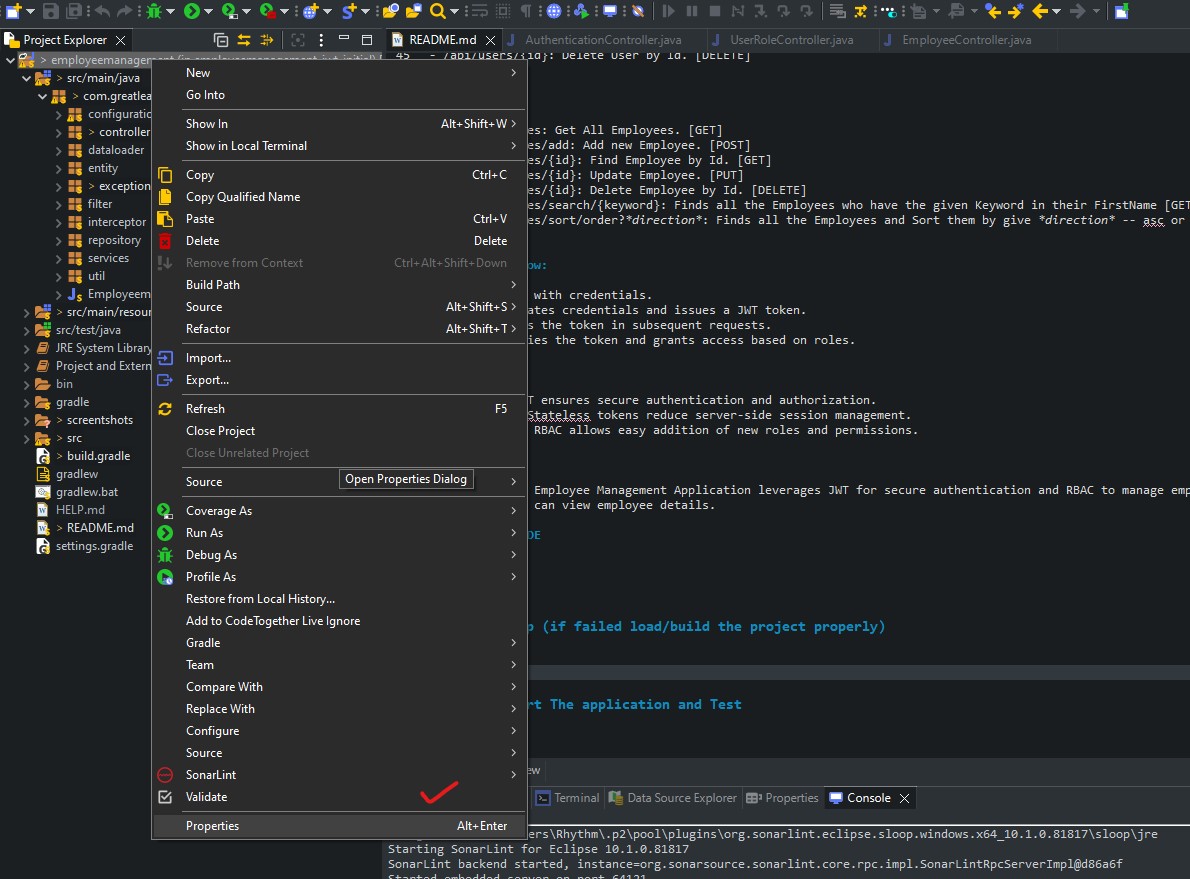 Project Explorer
README.md
AuthenticationController.java
UserRoleController.java
EmployeeController.java
> employeemanagement
> src/main/java
> com.greatlea
configuratic
> controller
dataloader
entity
> exception
filter
interceptor
repository
services
util
Employeem
> src/main/resour
src/test/java
JRE System Library
Project and Extern
bin
gradle
> screentshots
> src
> build.gradle
gradlew
gradlew.bat
HELP.md
> README.md
settings.gradle
New
Go Into
Show In Alt+Shift+W
Show in Local Terminal
Copy Ctrl+C
Copy Qualified Name
Paste Ctrl+V
Delete Delete
Remove from Context Ctrl+Alt+Shift+Down
Build Path
Source Alt+Shift+S
Refactor Alt+Shift+T
Import...
Export...
Refresh F5
Close Project
Close Unrelated Project
Source
Open Properties Dialog
Coverage As
Run As
Debug As
Profile As
Restore from Local History...
Add to CodeTogether Live Ignore
Gradle
Team
Compare With
Replace With
Configure
Source
SonarLint
Validate
Properties Alt+Enter
45 - /api/users/{id}: Delete User by Id. [DELETE]
es: Get All Employees. [GET]
es/add: Add new Employee. [POST]
es/{id}: Find Employee by Id. [GET]
es/{id}: Update Employee. [PUT]
es/{id}: Delete Employee by Id. [DELETE]
es/search/{keyword}: Finds all the Employees who have the given Keyword in their FirstName [GET
es/sort/order?*direction*: Finds all the Employees and Sort them by give *direction* -- asc or
ow:
with credentials.
ates credentials and issues a JWT token.
s the token in subsequent requests.
ies the token and grants access based on roles.
T ensures secure authentication and authorization.
Stateless tokens reduce server-side session management.
RBAC allows easy addition of new roles and permissions.
Employee Management Application leverages JWT for secure authentication and RBAC to manage emp
can view employee details.
DE
p (if failed load/build the project properly)
rt The application and Test
ew
Terminal
Data Source Explorer
Properties
Console
ers\Rhythm\.p2\pool\plugins\org.sonarlint.eclipse.sloop.windows.x64_10.1.0.81817\sloop\jre
Starting SonarLint for Eclipse 10.1.0.81817
SonarLint backend started, instance=org.sonarsource.sonarlint.core.rpc.impl.SonarLintRpcServerImpl@d86a6f
Started embedded server on port 64121